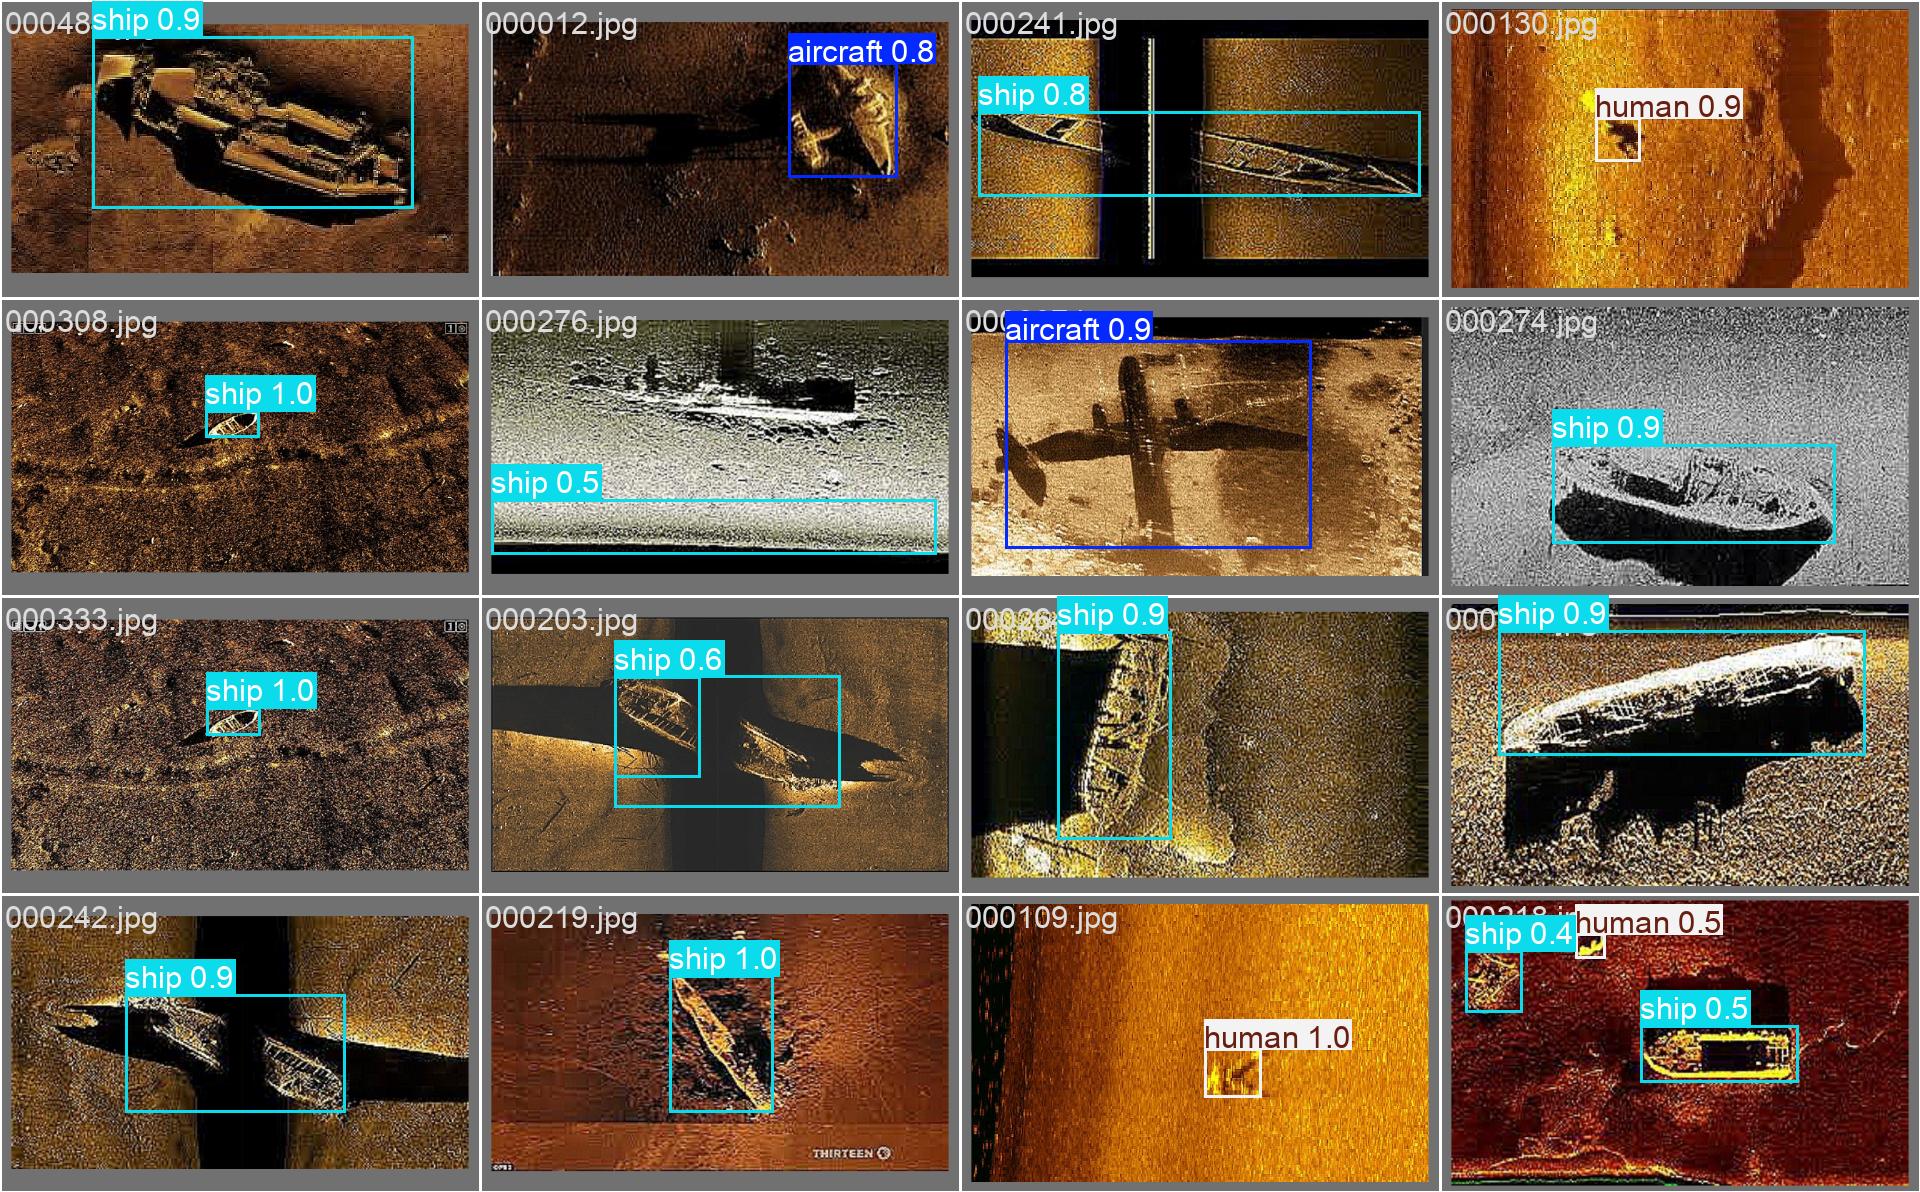 00048
ship 0.9
000012.jpg
aircraft 0.8
000241.jpg
ship 0.8
000130.jpg
human 0.9
000308.jpg
ship 1.0
000276.jpg
ship 0.5
000
aircraft 0.9
000274.jpg
ship 0.9
000333.jpg
ship 1.0
000203.jpg
ship 0.6
ship 0.9
000
ship 0.9
000242.jpg
ship 0.9
000219.jpg
ship 1.0
THIRTEEN
000109.jpg
human 1.0
human 0.5
ship 0.4
ship 0.5